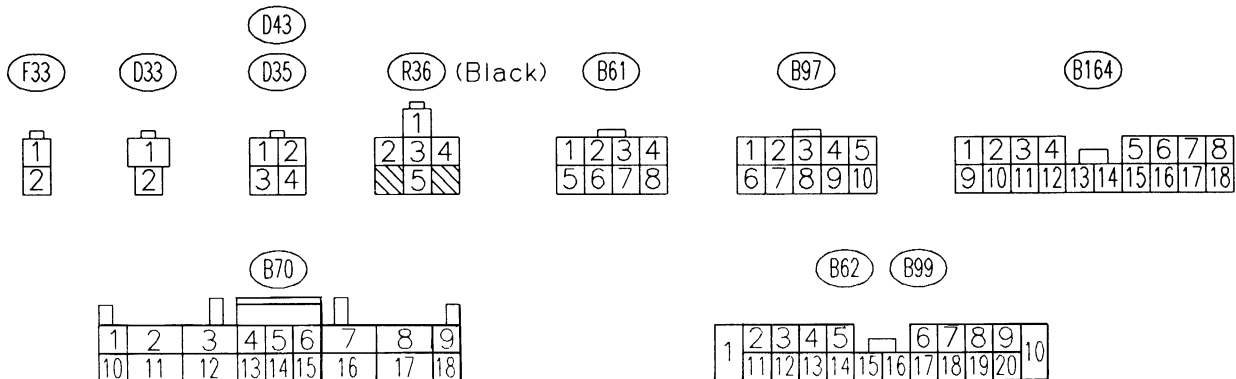 D43
F33 D33 D35 R36 (Black) B61 B97 B164
1
1 1 1 2 2 3 4 1 2 3 4 1 2 3 4 5 1 2 3 4 5 6 7 8
2 2 3 4 5 5 6 7 8 6 7 8 9 10 9 10 11 12 13 14 15 16 17 18
B70 B62 B99
1 2 3 4 5 6 7 8 9 1 2 3 4 5 6 7 8 9 10
10 11 12 13 14 15 16 17 18 11 12 13 14 15 16 17 18 19 20